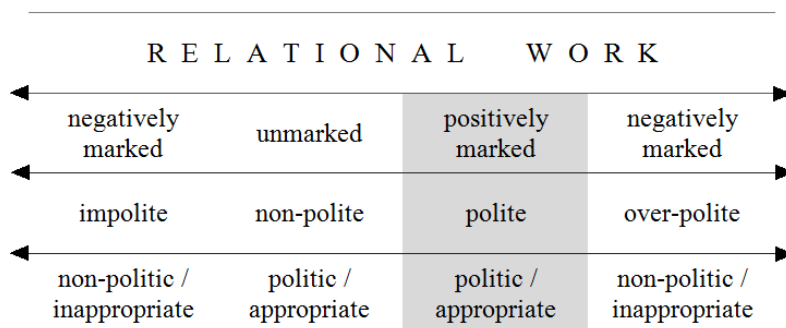 RELATIONAL WORK
negatively marked unmarked positively marked negatively marked
impolite non-polite polite over-polite
non-politic / inappropriate politic / appropriate politic / appropriate non-politic / inappropriate